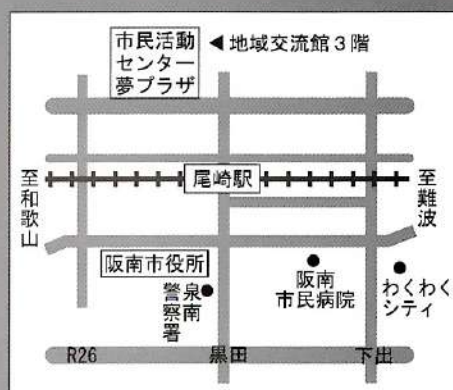 市民活動
センター
夢プラザ
◀地域交流館３階
尾崎駅
至和歌山
至難波
阪南市役所
泉南
警察署
阪南
市民病院
わくわく
シティ
R26
黒田
下出